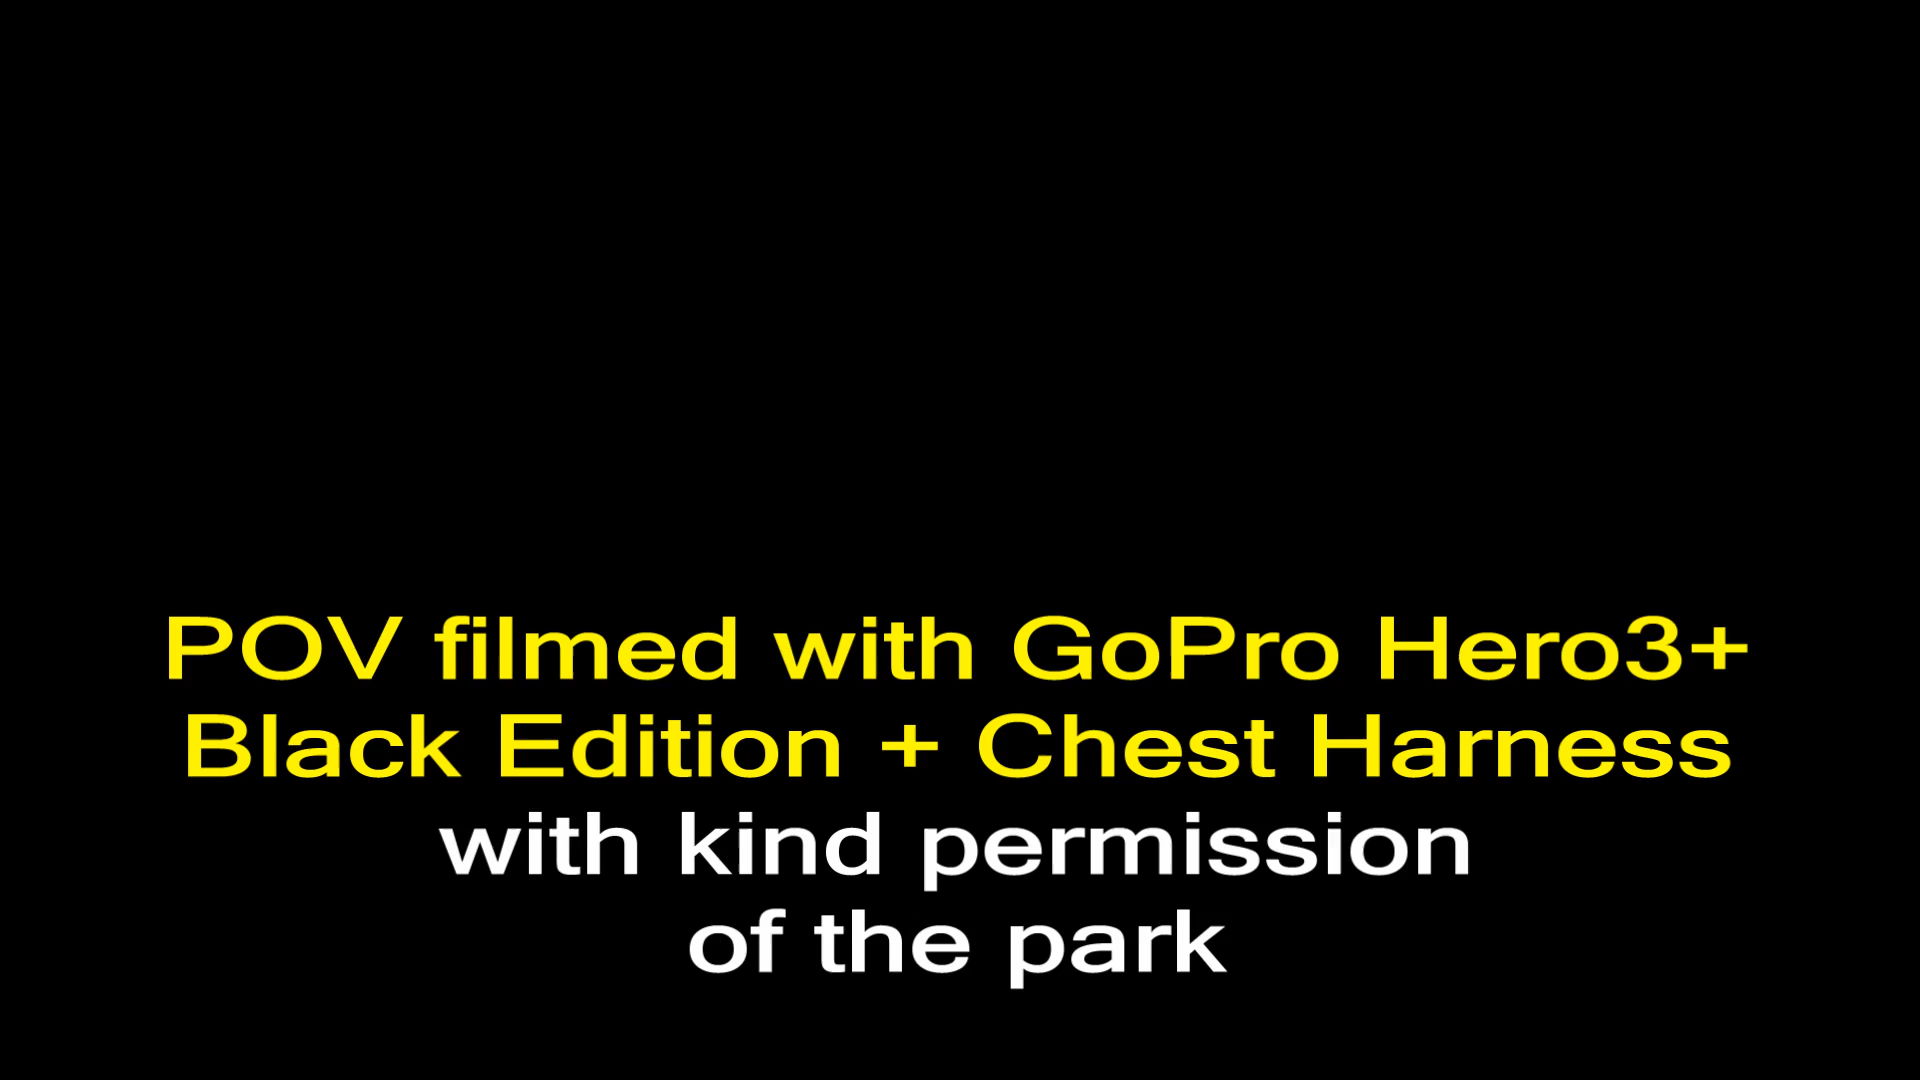 POV filmed with GoPro Hero3+
Black Edition + Chest Harness
with kind permission
of the park